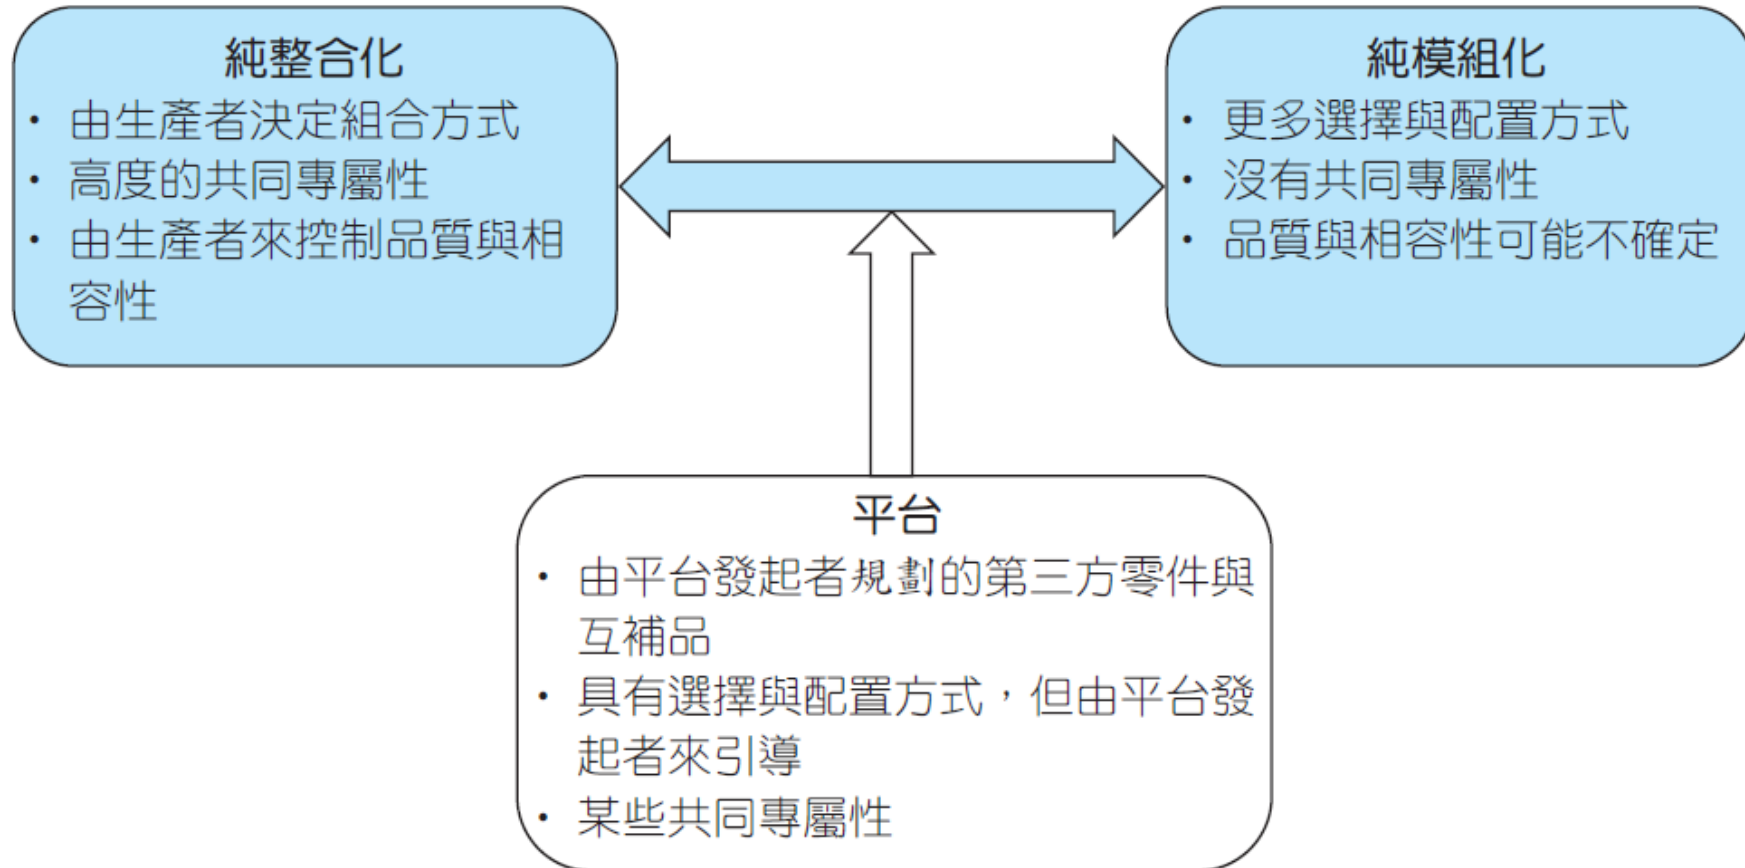 純整合化
・ 由生產者決定組合方式
・ 高度的共同專屬性
・ 由生產者來控制品質與相
容性
純模組化
・ 更多選擇與配置方式
・ 沒有共同專屬性
・ 品質與相容性可能不確定
平台
・ 由平台發起者規劃的第三方零件與
互補品
・ 具有選擇與配置方式，但由平台發
起者來引導
・ 某些共同專屬性